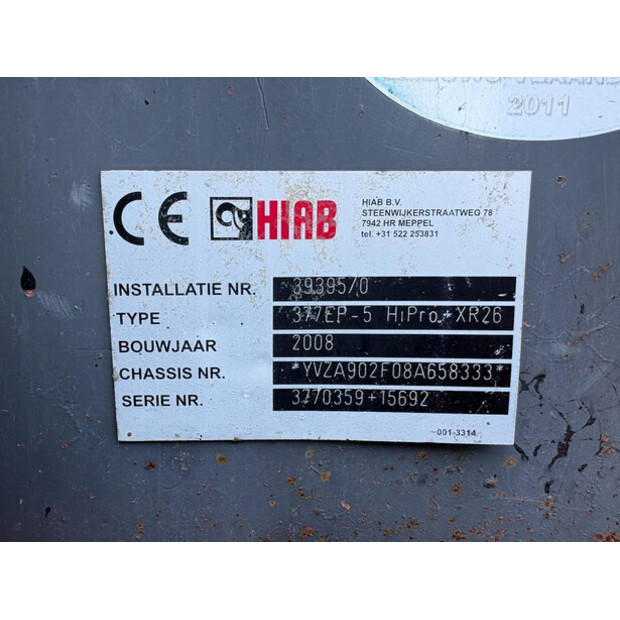 2011
CE HIAB
HIAB B.V.
STEENWIJKERSTRAATWEG 78
7942 HR MEPPEL
tel. +31 522 253831
INSTALLATIE NR. 39395/0
TYPE 377EP-5 HiPro+XR26
BOUWJAAR 2008
CHASSIS NR. *YVZA902F08A658333*
SERIE NR. 3770359+15692
001-3314